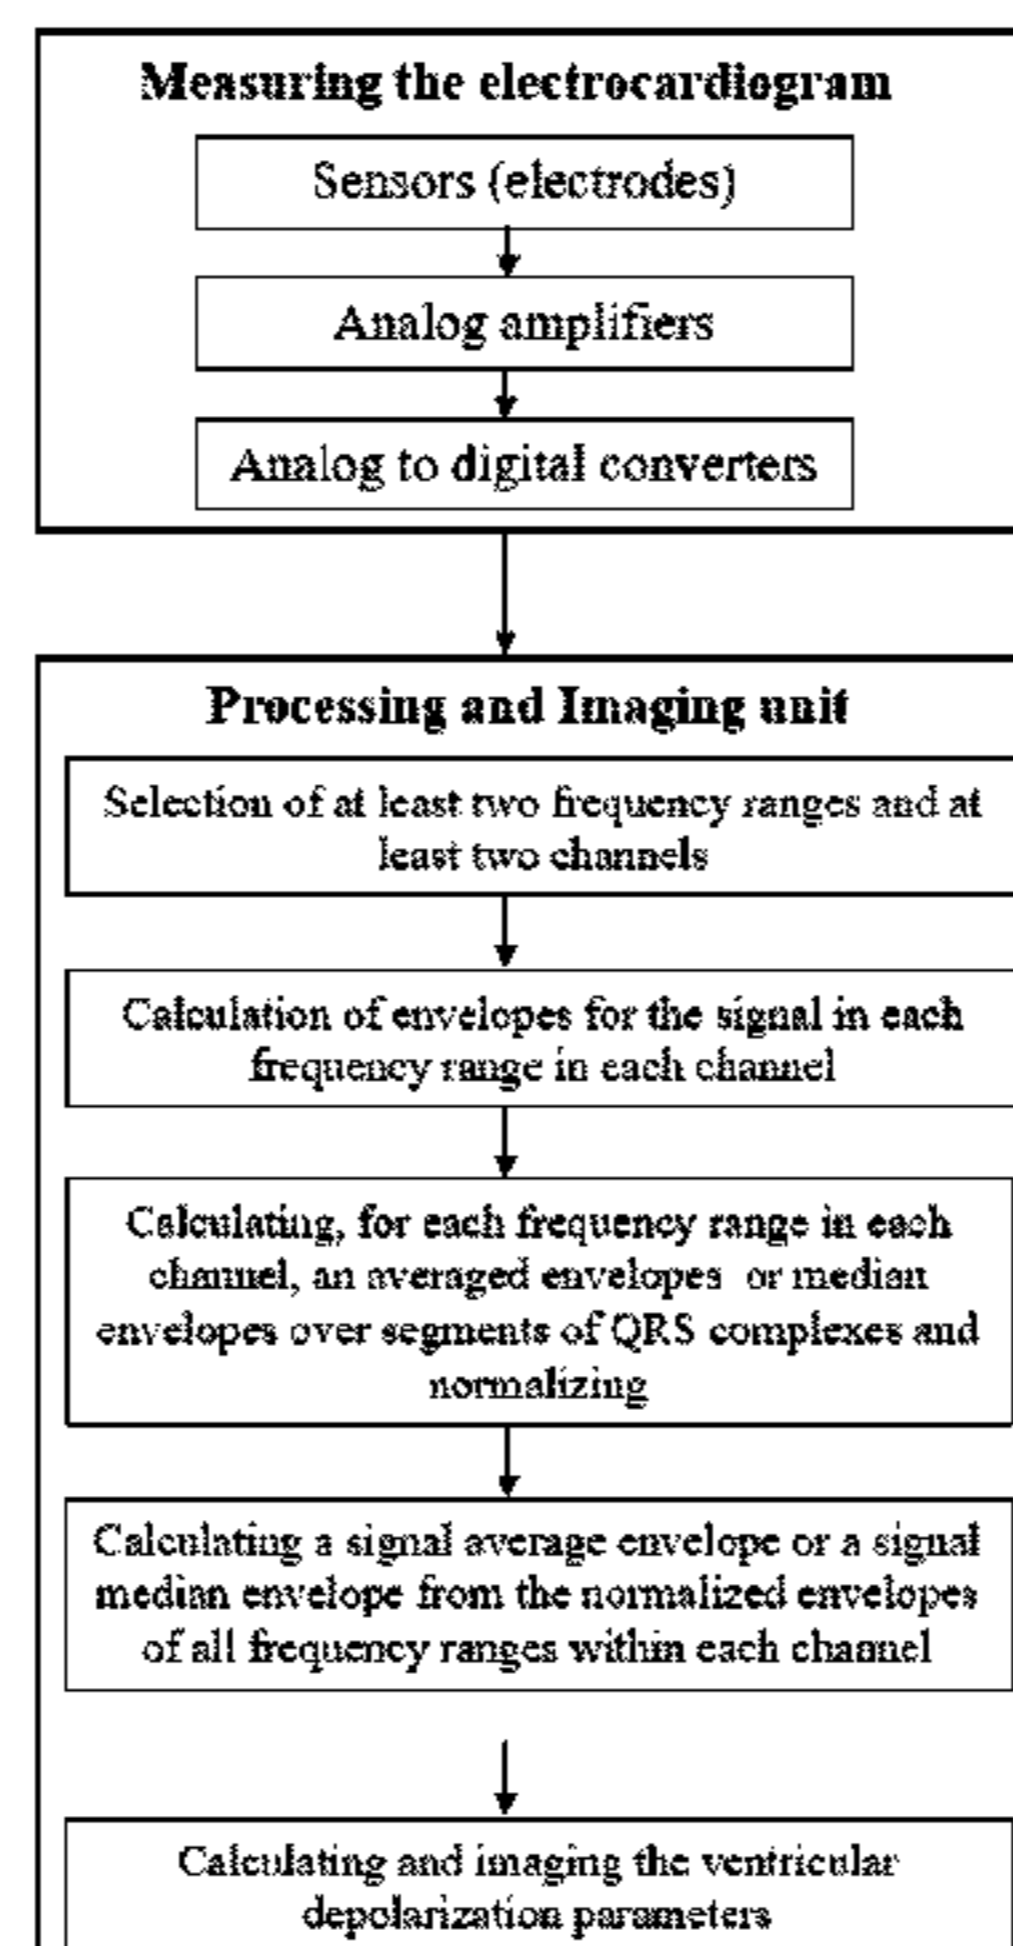 Measuring the electrocardiogram
Sensors (electrodes)
Analog amplifiers
Analog to digital converters
Processing and Imaging unit
Selection of at least two frequency ranges and at
least two channels
Calculation of envelopes for the signal in each
frequency range in each channel
Calculating, for each frequency range in each
channel, an averaged envelopes or median
envelopes over segments of QRS complexes and
normalizing
Calculating a signal average envelope or a signal
median envelope from the normalized envelopes
of all frequency ranges within each channel
Calculating and imaging the ventricular
depolarization parameters